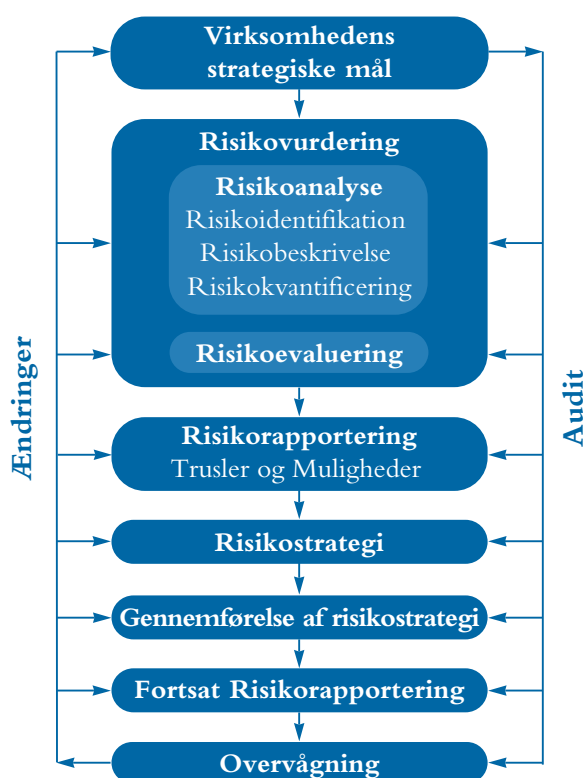 Virksomhedens
strategiske mål
Risikovurdering
Risikoanalyse
Risikoidentifikation
Risikobeskrivelse
Risikokvantificering
Risikoevaluering
Risikorapportering
Trusler og Muligheder
Risikostrategi
Gennemførelse af risikostrategi
Fortsat Risikorapportering
Overvågning
Ændringer
Audit